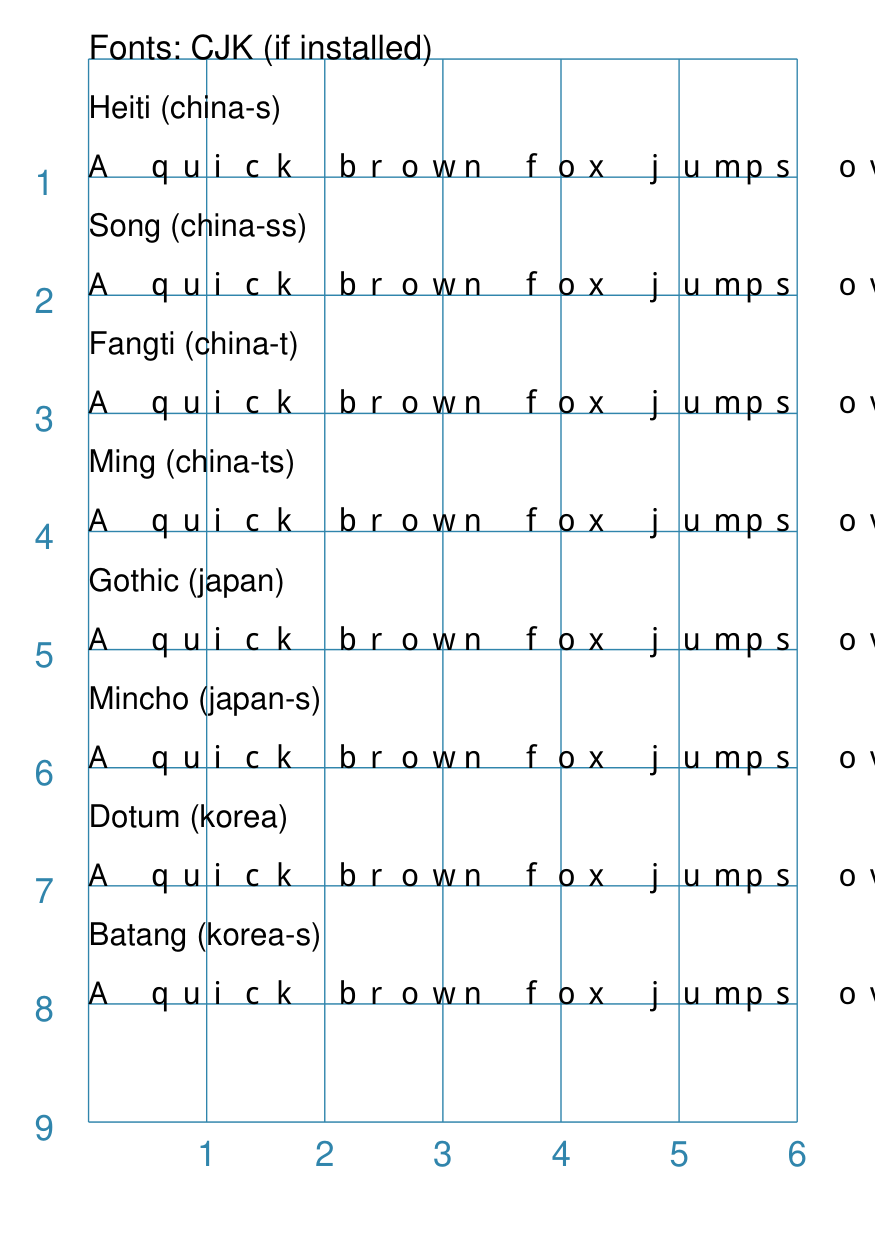 Fonts: CJK (if installed)
Heiti (china-s)
A quick brown fox jumps ov
1
Song (china-ss)
A quick brown fox jumps ov
2
Fangti (china-t)
A quick brown fox jumps ov
3
Ming (china-ts)
A quick brown fox jumps ov
4
Gothic (japan)
A quick brown fox jumps ov
5
Mincho (japan-s)
A quick brown fox jumps ov
6
Dotum (korea)
A quick brown fox jumps ov
7
Batang (korea-s)
A quick brown fox jumps ov
8
9
1 2 3 4 5 6